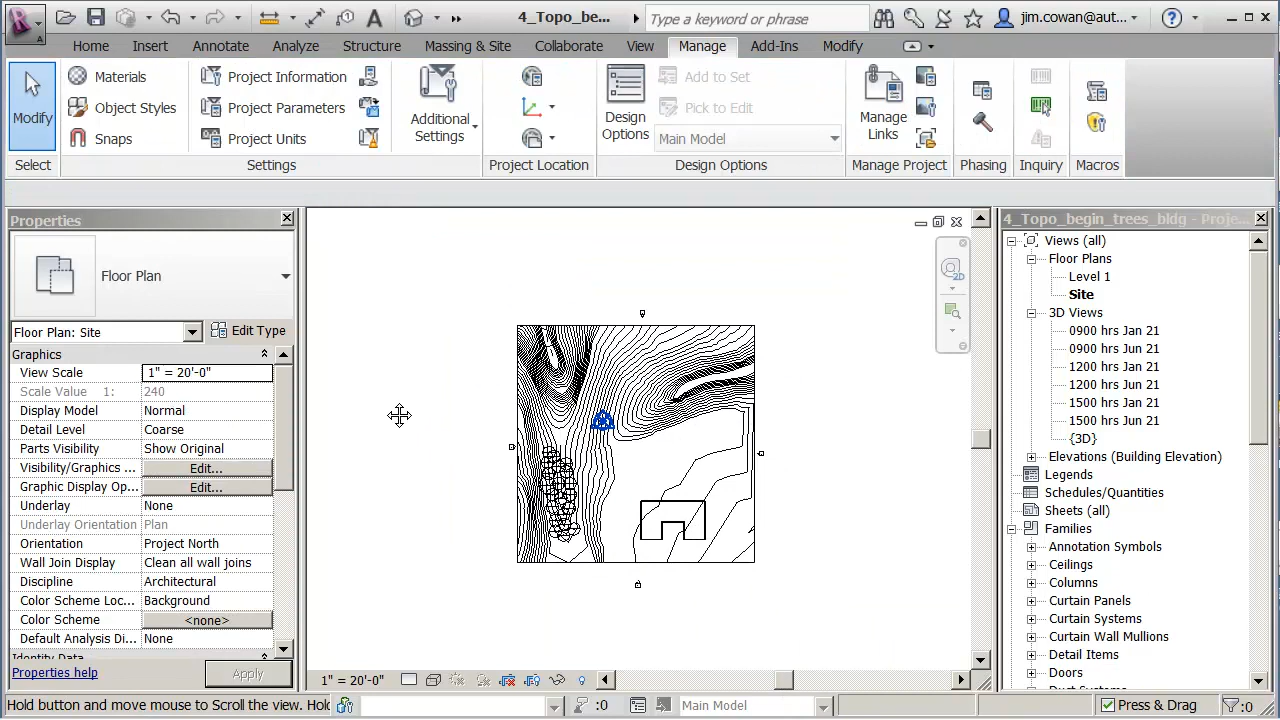 4_Topo_be...
Type a keyword or phrase
jim.cowan@aut...
Home Insert Annotate Analyze Structure Massing & Site Collaborate View Manage Add-Ins Modify
Modify
Materials
Object Styles
Snaps
Project Information
Project Parameters
Project Units
Additional
Settings
Design
Options
Add to Set
Pick to Edit
Main Model
Manage
Links
Select Settings Project Location Design Options Manage Project Phasing Inquiry Macros
Properties
Floor Plan
Floor Plan: Site Edit Type
Graphics
View Scale 1" = 20'-0"
Scale Value 1: 240
Display Model Normal
Detail Level Coarse
Parts Visibility Show Original
Visibility/Graphics ... Edit...
Graphic Display Op... Edit...
Underlay None
Underlay Orientation Plan
Orientation Project North
Wall Join Display Clean all wall joins
Discipline Architectural
Color Scheme Loc... Background
Color Scheme <none>
Default Analysis Di... None
Identity Data
Properties help Apply
2D
4_Topo_begin_trees_bldg - Proje...
Views (all)
Floor Plans
Level 1
Site
3D Views
0900 hrs Jan 21
0900 hrs Jun 21
1200 hrs Jan 21
1200 hrs Jun 21
1500 hrs Jan 21
1500 hrs Jun 21
{3D}
Elevations (Building Elevation)
Legends
Schedules/Quantities
Sheets (all)
Families
Annotation Symbols
Ceilings
Columns
Curtain Panels
Curtain Systems
Curtain Wall Mullions
Detail Items
Doors
Duct Systems
1" = 20'-0"
Hold button and move mouse to Scroll the view. Hol
:0
Main Model
Press & Drag
:0